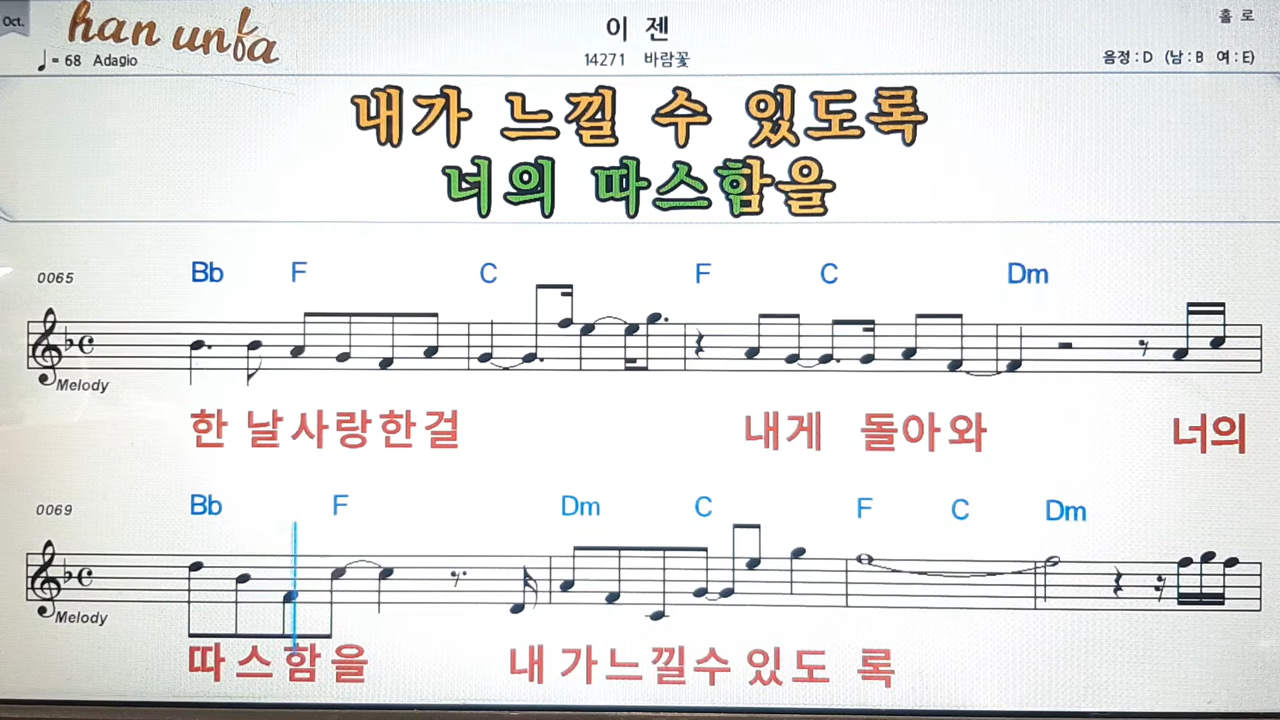 Oct.
han unfa
이 젠
홀 로
♩= 68 Adagio
14271 바람꽃
음정 : D (남 : B 여 : E)
내가 느낄 수 있도록
너의 따스함을
0065
Bb F C F C Dm
Melody
한 날 사 랑 한 걸 내 게 돌 아 와 너의
0069
Bb F Dm C F C Dm
Melody
따 스 함 을 내 가 느 낄 수 있 도 록